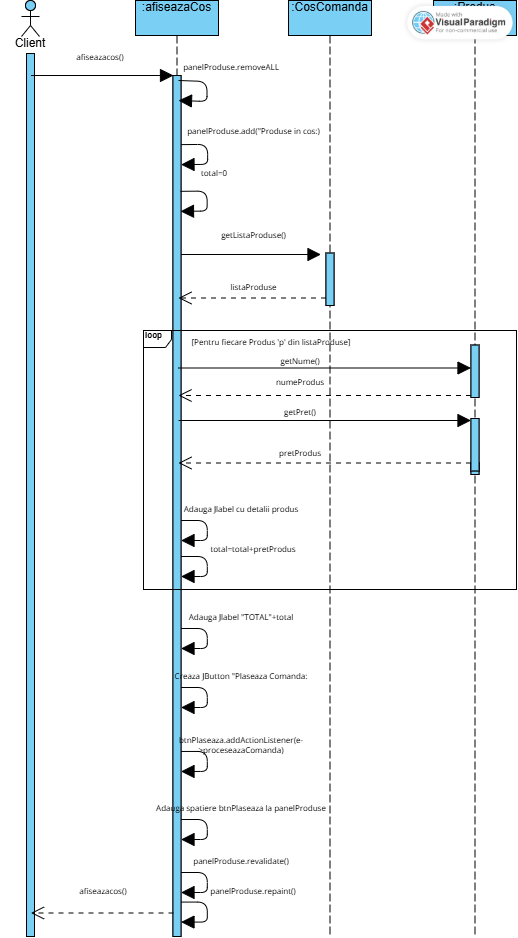 :afiseazaCos
:CosComanda
Made with
VisualParadigm
For non-commercial use
Client
afiseazacos()
panelProduse.removeALL
panelProduse.add("Produse in cos:)
total=0
getListaProduse()
listaProduse
loop
[Pentru fiecare Produs 'p' din listaProduse]
getNume()
numeProdus
getPret()
pretProdus
Adauga Jlabel cu detalii produs
total=total+pretProdus
Adauga Jlabel "TOTAL"+total
Creaza JButton "Plaseaza Comanda:
btnPlaseaza.addActionListener(e-
>proceseazaComanda)
Adauga spatiere btnPlaseaza la panelProduse
panelProduse.revalidate()
afiseazacos()
panelProduse.repaint()